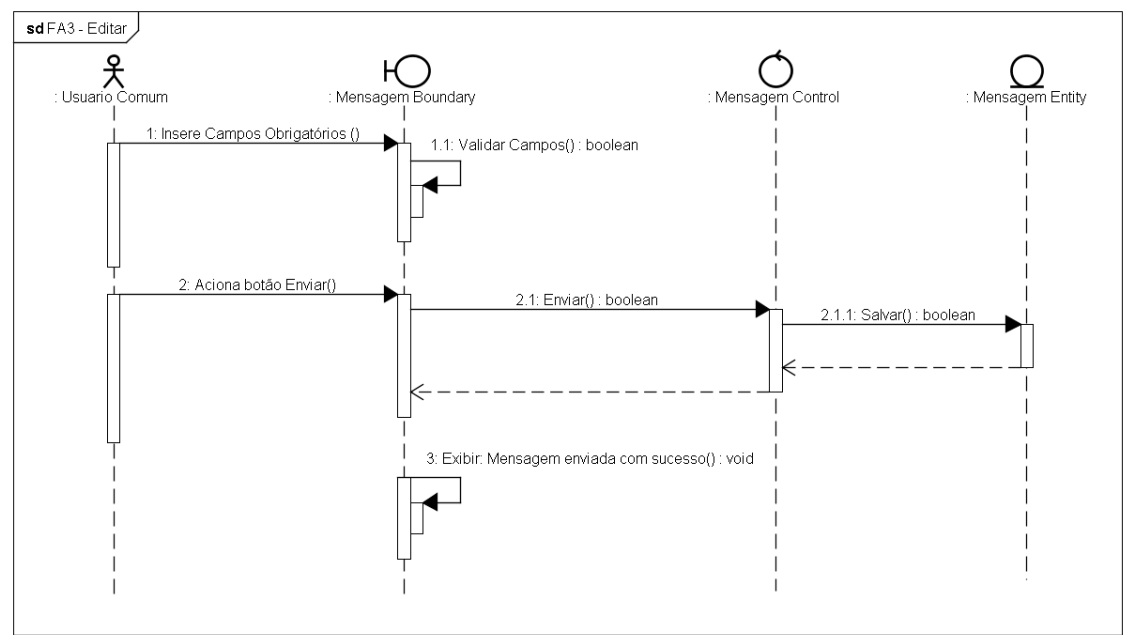 sd FA3 - Editar
: Usuario Comum
: Mensagem Boundary
: Mensagem Control
: Mensagem Entity
1: Insere Campos Obrigatórios ()
1.1: Validar Campos() : boolean
2: Aciona botão Enviar()
2.1: Enviar() : boolean
2.1.1: Salvar() : boolean
3: Exibir: Mensagem enviada com sucesso() : void